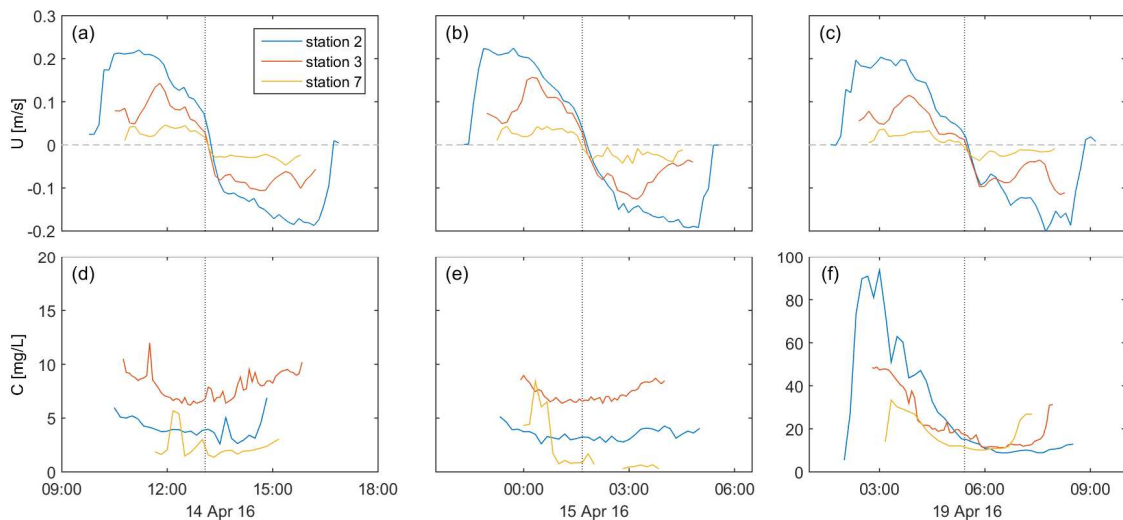 (a)
(b)
(c)
station 2
station 3
station 7
U [m/s]
0.3
0.2
0.1
0
-0.1
-0.2
(d)
(e)
(f)
C [mg/L]
20
15
10
5
0
100
80
60
40
20
0
09:00 12:00 15:00 18:00
00:00 03:00 06:00
03:00 06:00 09:00
14 Apr 16
15 Apr 16
19 Apr 16